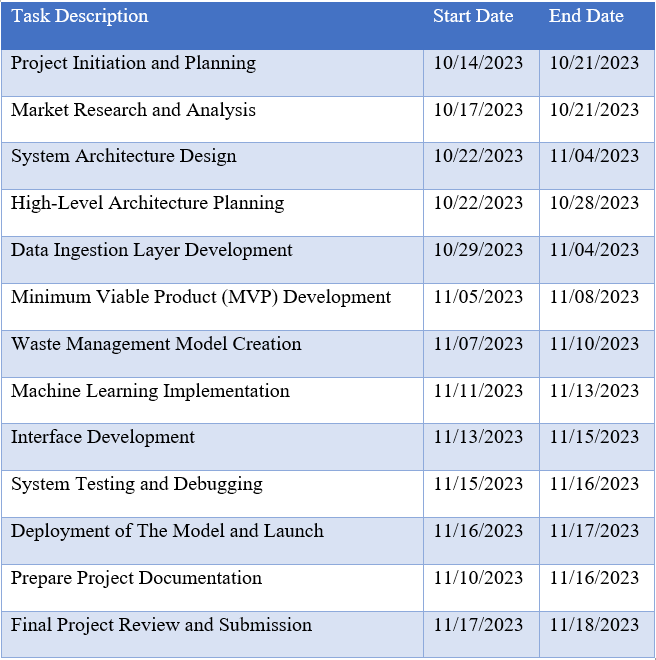 Task Description Start Date End Date
Project Initiation and Planning 10/14/2023 10/21/2023
Market Research and Analysis 10/17/2023 10/21/2023
System Architecture Design 10/22/2023 11/04/2023
High-Level Architecture Planning 10/22/2023 10/28/2023
Data Ingestion Layer Development 10/29/2023 11/04/2023
Minimum Viable Product (MVP) Development 11/05/2023 11/08/2023
Waste Management Model Creation 11/07/2023 11/10/2023
Machine Learning Implementation 11/11/2023 11/13/2023
Interface Development 11/13/2023 11/15/2023
System Testing and Debugging 11/15/2023 11/16/2023
Deployment of The Model and Launch 11/16/2023 11/17/2023
Prepare Project Documentation 11/10/2023 11/16/2023
Final Project Review and Submission 11/17/2023 11/18/2023